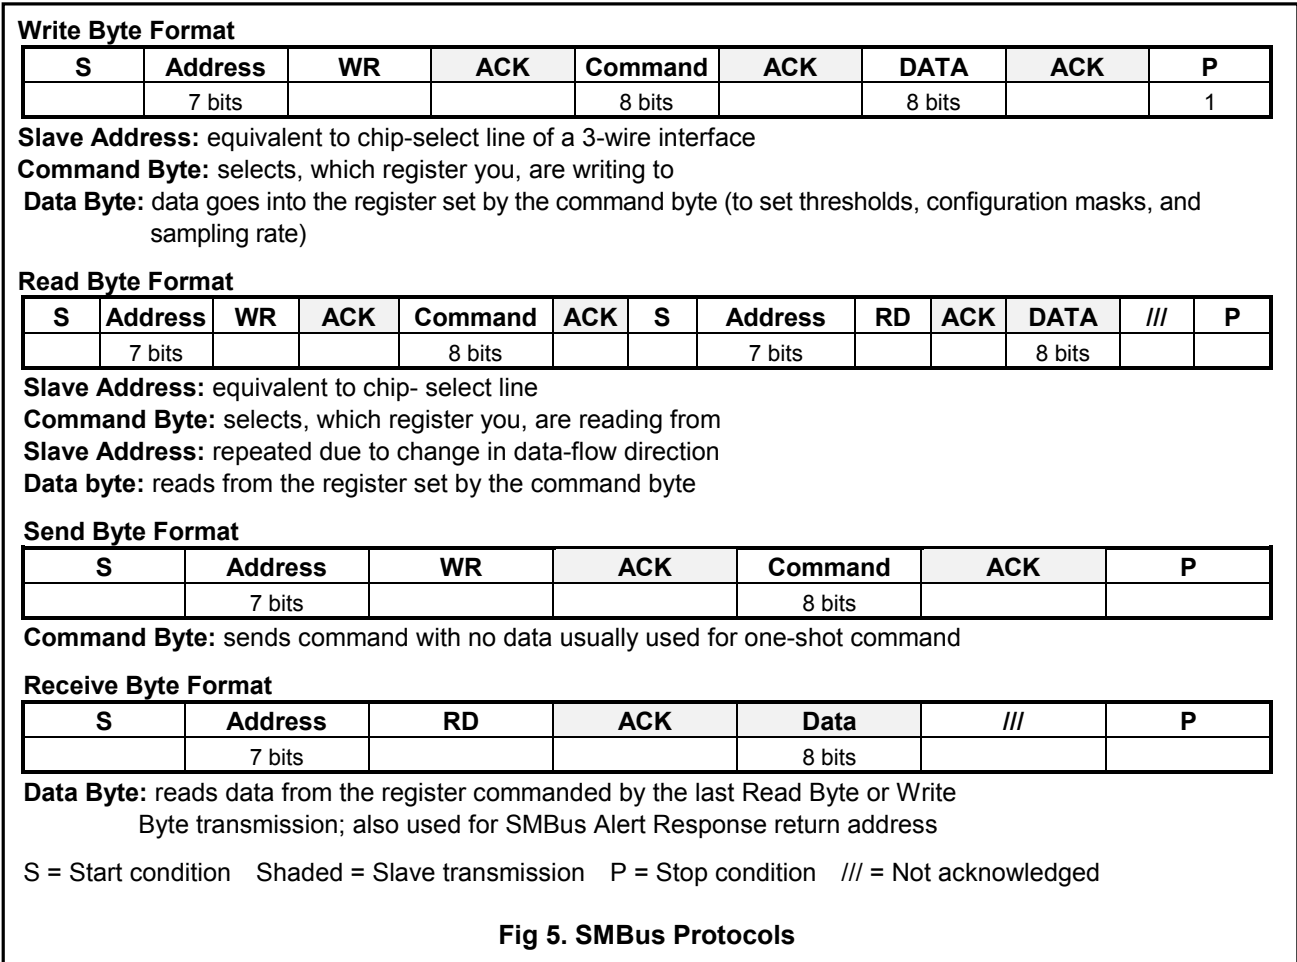 Write Byte Format
S Address WR ACK Command ACK DATA ACK P
7 bits 8 bits 8 bits 1
Slave Address: equivalent to chip-select line of a 3-wire interface
Command Byte: selects, which register you, are writing to
Data Byte: data goes into the register set by the command byte (to set thresholds, configuration masks, and
sampling rate)
Read Byte Format
S Address WR ACK Command ACK S Address RD ACK DATA /// P
7 bits 8 bits 7 bits 8 bits
Slave Address: equivalent to chip- select line
Command Byte: selects, which register you, are reading from
Slave Address: repeated due to change in data-flow direction
Data byte: reads from the register set by the command byte
Send Byte Format
S Address WR ACK Command ACK P
7 bits 8 bits
Command Byte: sends command with no data usually used for one-shot command
Receive Byte Format
S Address RD ACK Data /// P
7 bits 8 bits
Data Byte: reads data from the register commanded by the last Read Byte or Write
Byte transmission; also used for SMBus Alert Response return address
S = Start condition Shaded = Slave transmission P = Stop condition /// = Not acknowledged
Fig 5. SMBus Protocols